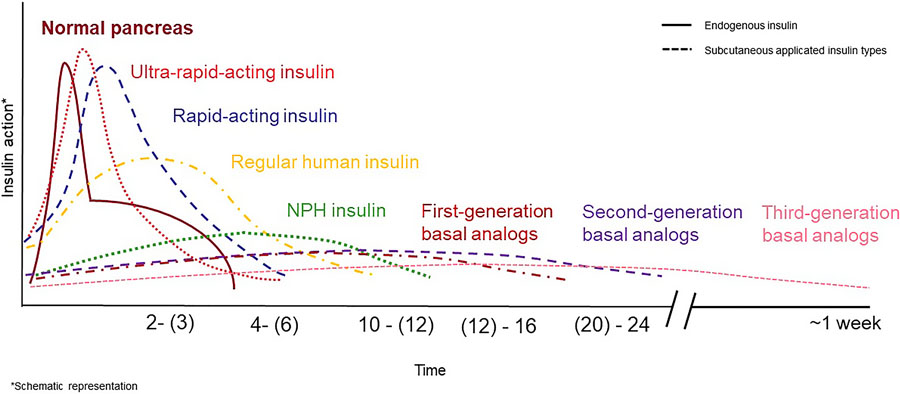 Normal pancreas
Endogenous insulin
Subcutaneous applicated insulin types
Ultra-rapid-acting insulin
Rapid-acting insulin
Regular human insulin
NPH insulin
First-generation
basal analogs
Second-generation
basal analogs
Third-generation
basal analogs
Insulin action*
2- (3)
4- (6)
10 - (12)
(12) - 16
(20) - 24
~1 week
Time
*Schematic representation